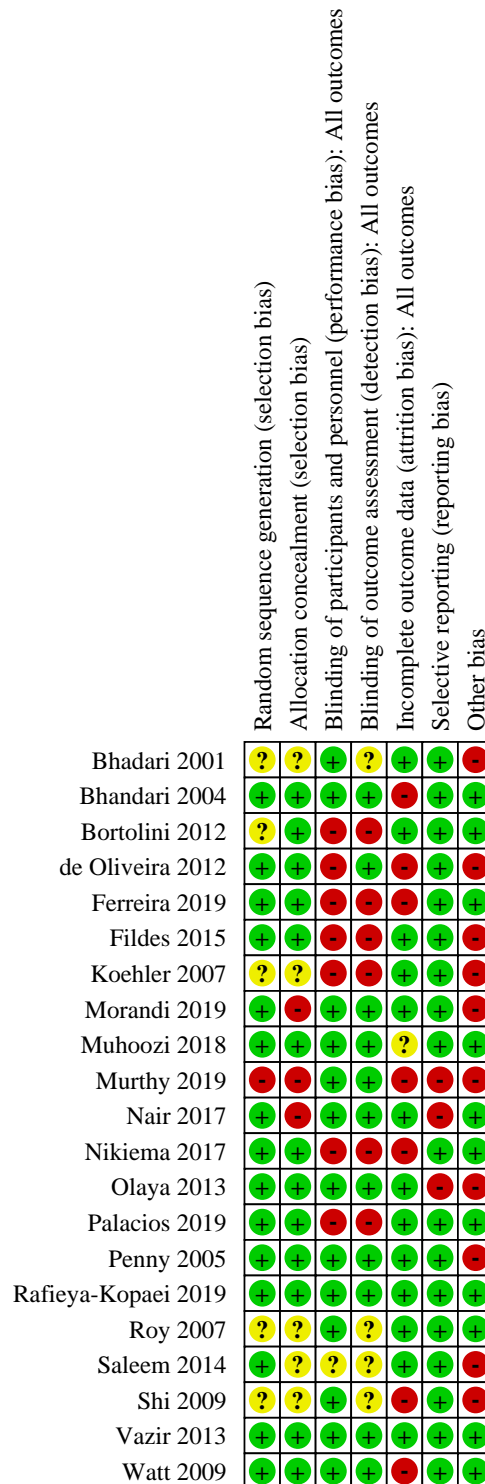 Random sequence generation (selection bias)
Allocation concealment (selection bias)
Blinding of participants and personnel (performance bias): All outcomes
Blinding of outcome assessment (detection bias): All outcomes
Incomplete outcome data (attrition bias): All outcomes
Selective reporting (reporting bias)
Other bias
Bhadari 2001 ? ? + ? + + -
Bhandari 2004 + + + + - + +
Bortolini 2012 ? + - - + + +
de Oliveira 2012 + + - + - + -
Ferreira 2019 + + - - - + +
Fildes 2015 + + - - + + -
Koehler 2007 ? ? - - + + -
Morandi 2019 + - + + + + -
Muhoozi 2018 + + + + ? + +
Murthy 2019 - - + + - - -
Nair 2017 + - + + + - +
Nikiema 2017 + + - - - + +
Olaya 2013 + + + + + - -
Palacios 2019 + + - - + + +
Penny 2005 + + + + + + -
Rafieya-Kopaei 2019 + + + + + + +
Roy 2007 ? ? + ? + + +
Saleem 2014 + ? ? ? + + -
Shi 2009 ? ? + ? - + -
Vazir 2013 + + + + + + +
Watt 2009 + + + + - + +